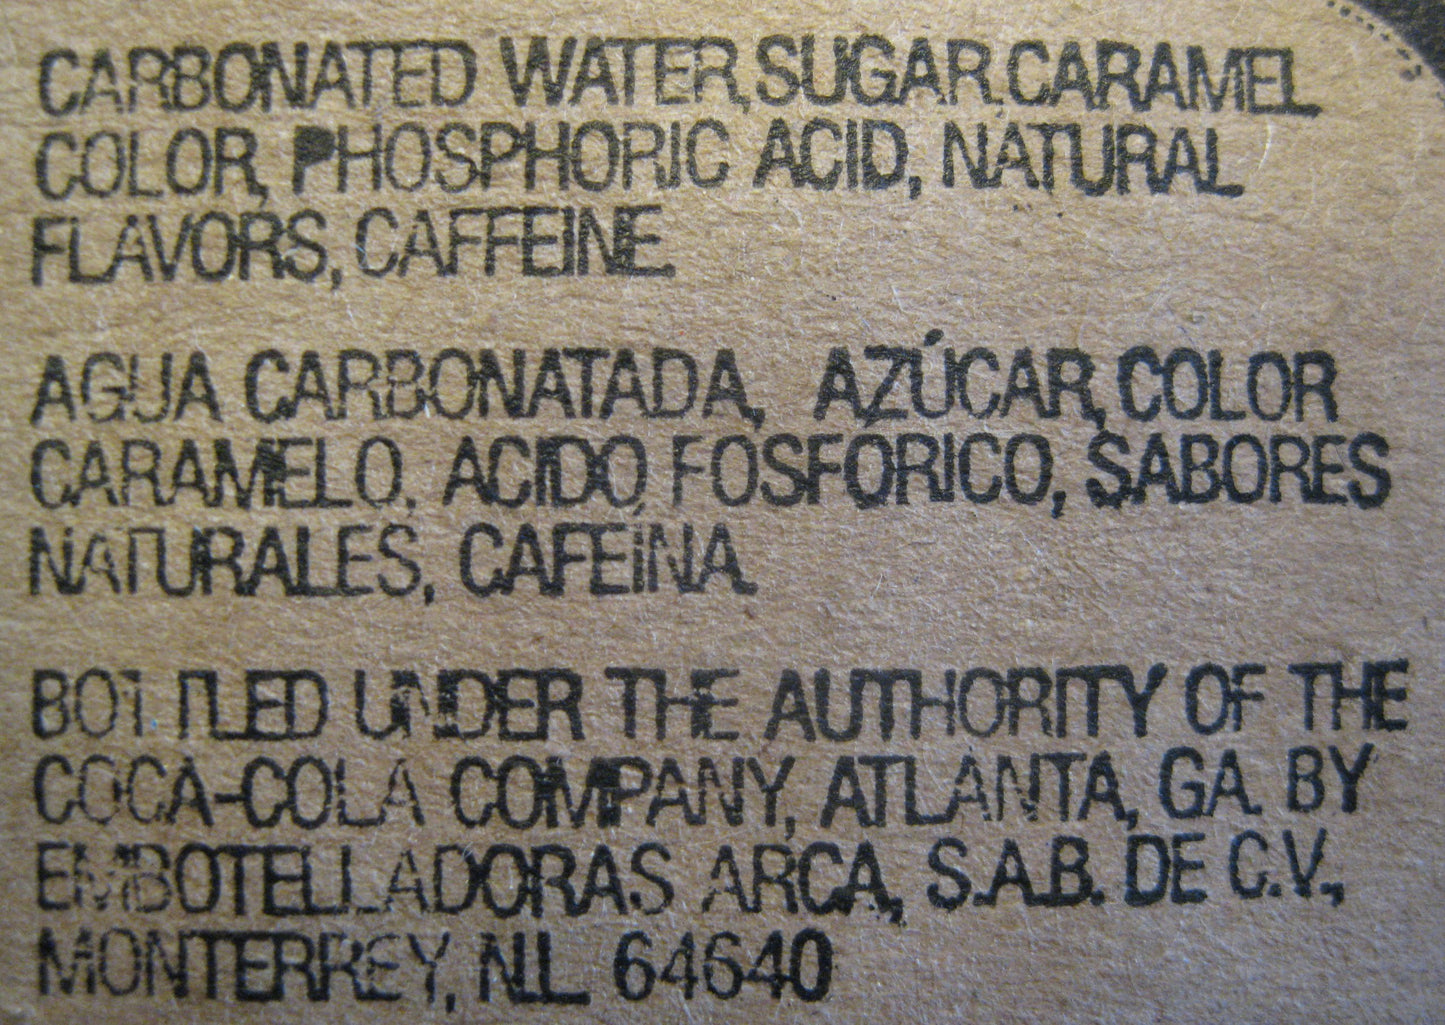 CARBONATED WATER, SUGAR, CARAMEL
COLOR, PHOSPHORIC ACID, NATURAL
FLAVORS, CAFFEINE.
AGUA CARBONATADA, AZÚCAR, COLOR
CARAMELO, ACIDO FOSFORICO, SABORES
NATURALES, CAFEÍNA.
BOTTLED UNDER THE AUTHORITY OF THE
COCA-COLA COMPANY, ATLANTA, GA. BY
EMBOTELLADORAS ARCA, S.A.B. DE C.V.,
MONTERREY, N.L. 64640